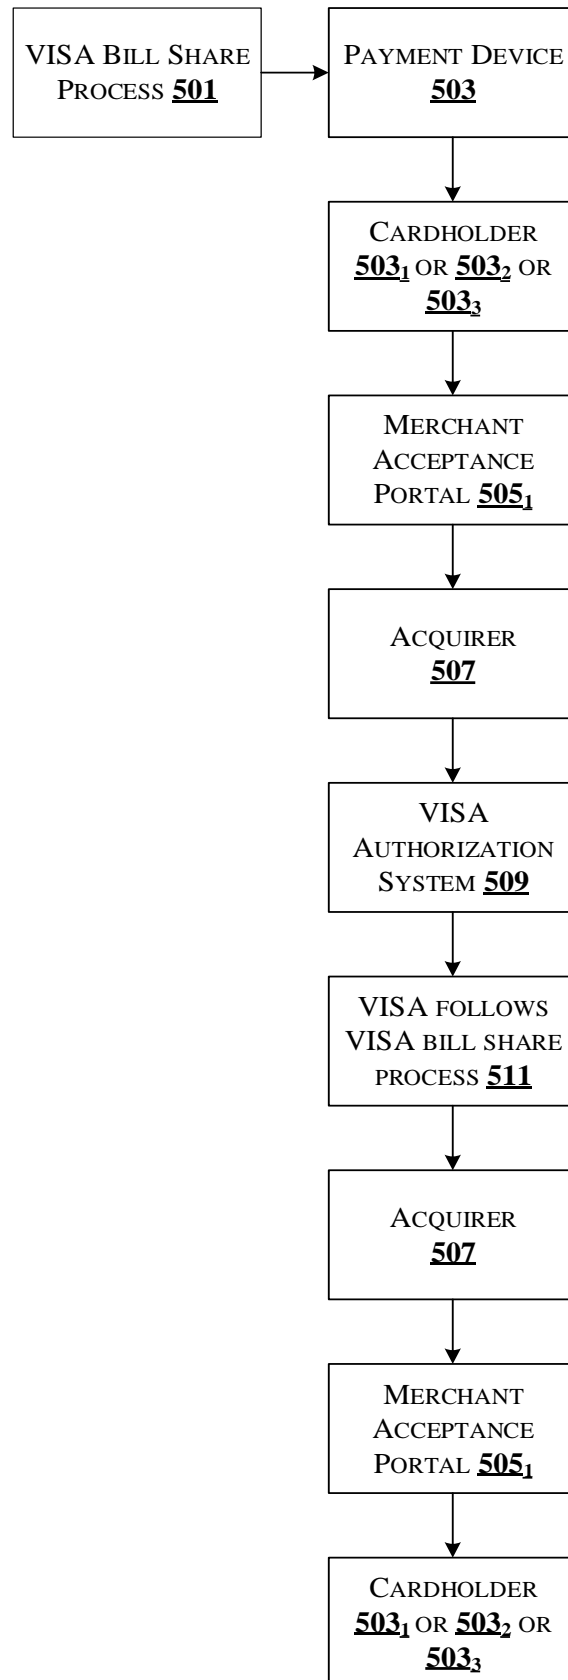 VISA BILL SHARE
PROCESS 501
PAYMENT DEVICE
503
CARDHOLDER
503₁ OR 503₂ OR
503₃
MERCHANT
ACCEPTANCE
PORTAL 505₁
ACQUIRER
507
VISA
AUTHORIZATION
SYSTEM 509
VISA FOLLOWS
VISA BILL SHARE
PROCESS 511
ACQUIRER
507
MERCHANT
ACCEPTANCE
PORTAL 505₁
CARDHOLDER
503₁ OR 503₂ OR
503₃